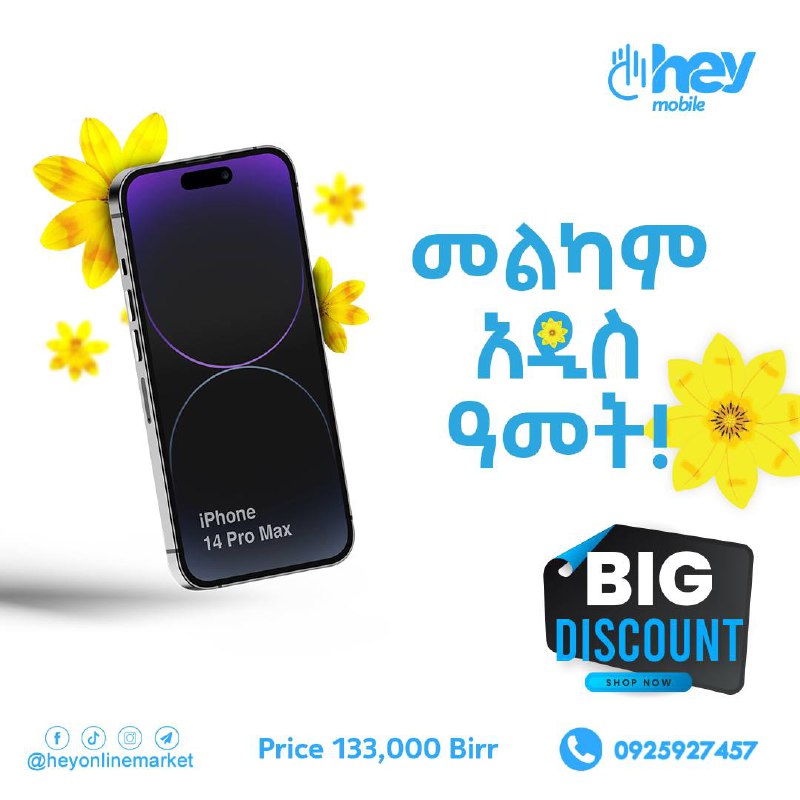 hey
mobile
መልካም
አዲስ
ዓመት!
iPhone
14 Pro Max
BIG
DISCOUNT
SHOP NOW
@heyonlinemarket
Price 133,000 Birr
0925927457